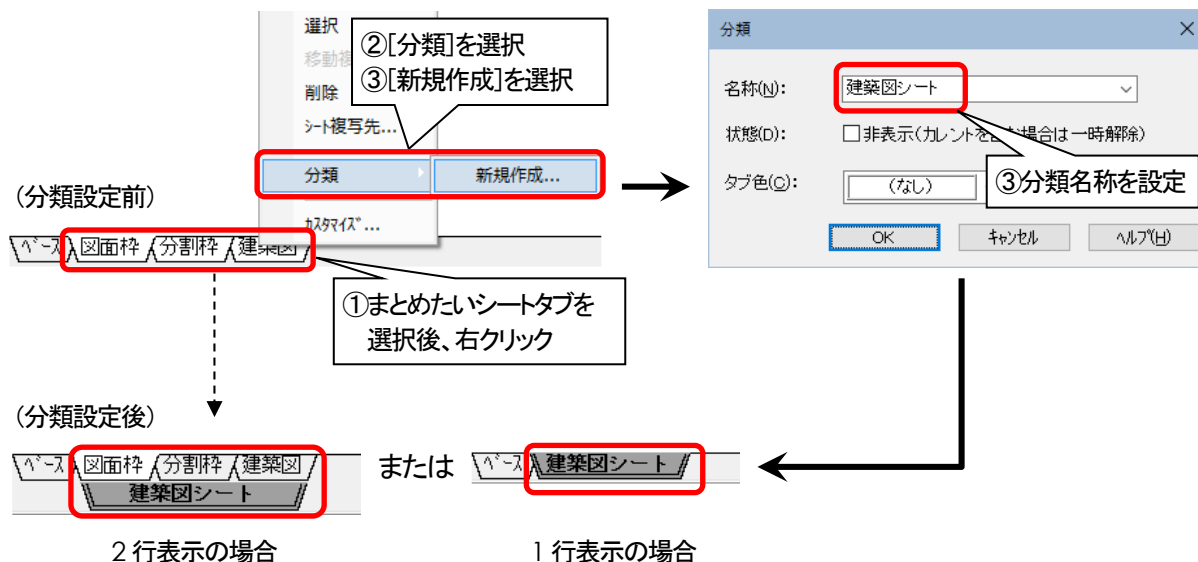 選択
移動複
削除
ｼｰﾄ複写先...
分類
新規作成...
ｶｽﾀﾏｲｽﾞ...
②[分類]を選択
③[新規作成]を選択
分類
名称(N):
建築図シート
状態(D):
非表示(カレントを含む場合は一時解除)
タブ色(C):
(なし)
③分類名称を設定
OK
ｷｬﾝｾﾙ
ﾍﾙﾌﾟ(H)
(分類設定前)
ﾍﾞｰｽ 図面枠 分割枠 建築図
①まとめたいシートタブを
選択後、右クリック
(分類設定後)
ﾍﾞｰｽ 図面枠 分割枠 建築図
建築図シート
または
ﾍﾞｰｽ 建築図シート
2 行表示の場合
1 行表示の場合